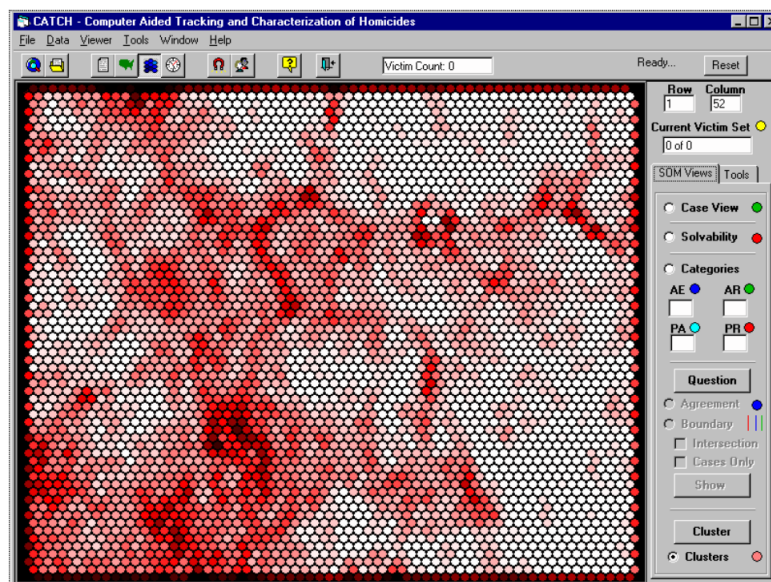 CATCH - Computer Aided Tracking and Characterization of Homicides
File Data Viewer Tools Window Help
Victim Count: 0
Ready...
Reset
Row Column
1 52
Current Victim Set
0 of 0
SOM Views Tools
Case View
Solvability
Categories
AE AR
PA PR
Question
Agreement
Boundary
Intersection
Cases Only
Show
Cluster
Clusters